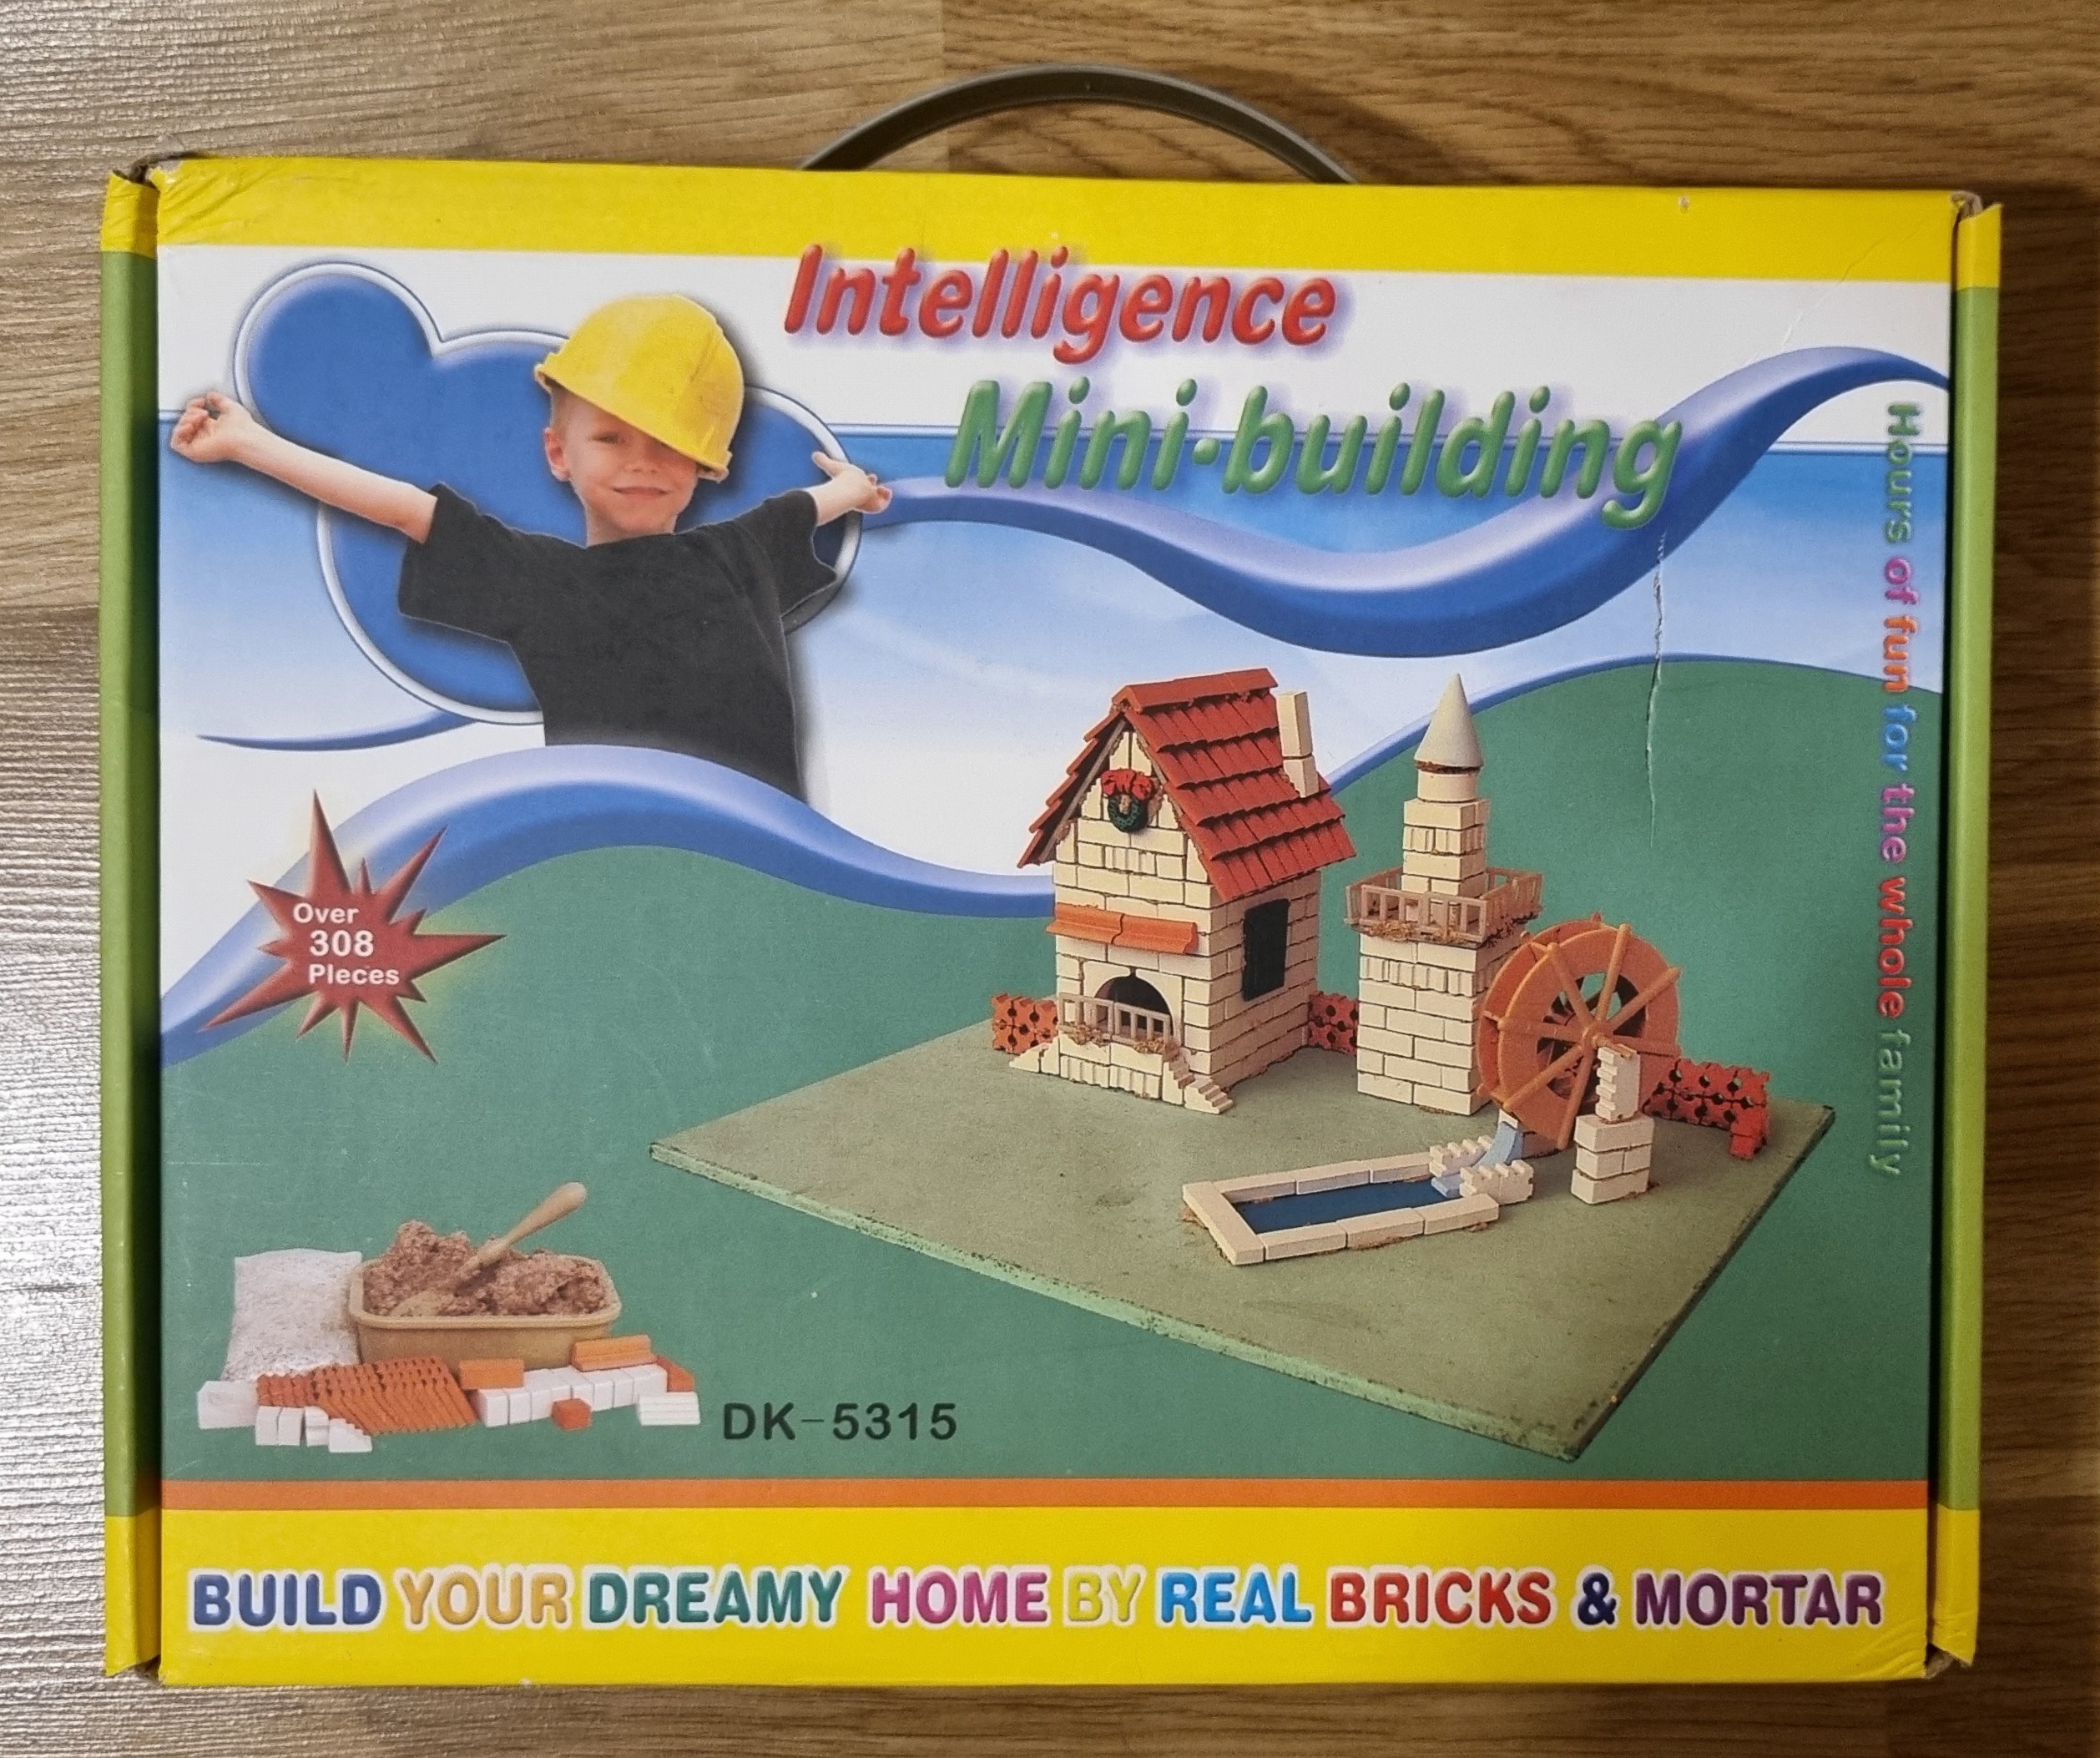 Intelligence
Mini-building
Hours of fun for the whole family
Over
308
PIeces
DK-5315
BUILD YOUR DREAMY HOME BY REAL BRICKS & MORTAR